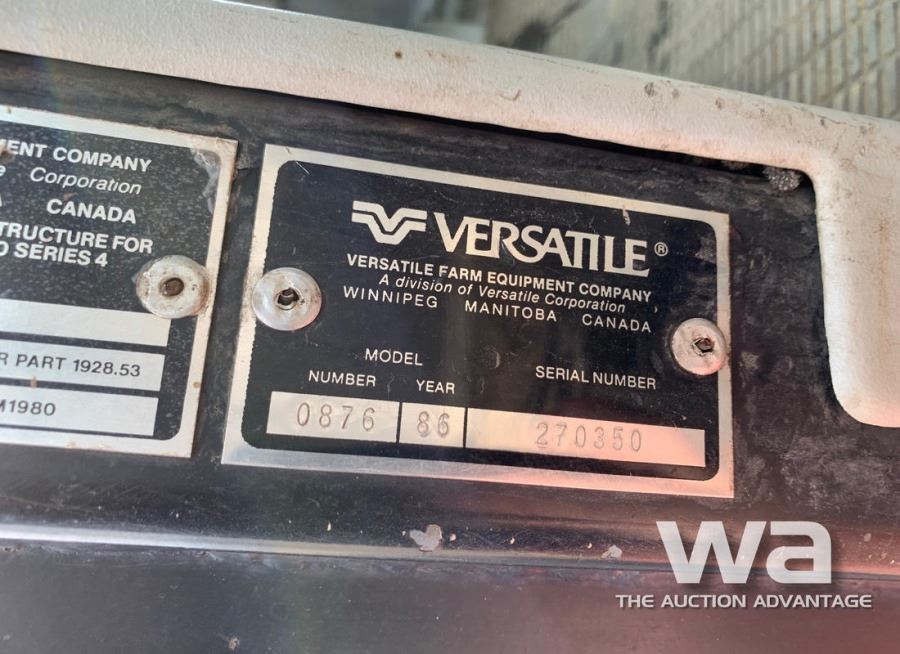 MENT COMPANY
Corporation
CANADA
TRUCTURE FOR
SERIES 4
R PART 1928.53
M1980
VERSATILE®
VERSATILE FARM EQUIPMENT COMPANY
A division of Versatile Corporation
WINNIPEG MANITOBA CANADA
MODEL
NUMBER YEAR SERIAL NUMBER
0876 86 270350
wa
THE AUCTION ADVANTAGE